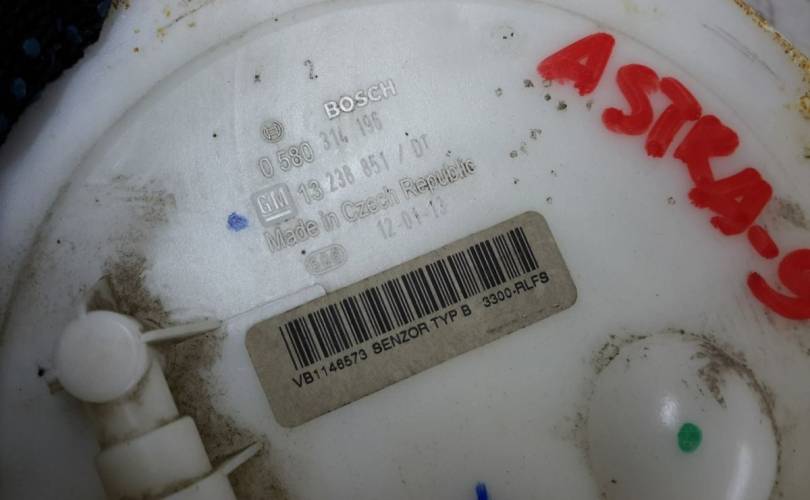 2
BOSCH
0 580 314 196
GM 13 238 851 / DT
Made in Czech Republic
12-01-13
VB1146573 SENZOR TYP B 3300-RLFS
ASTRA-